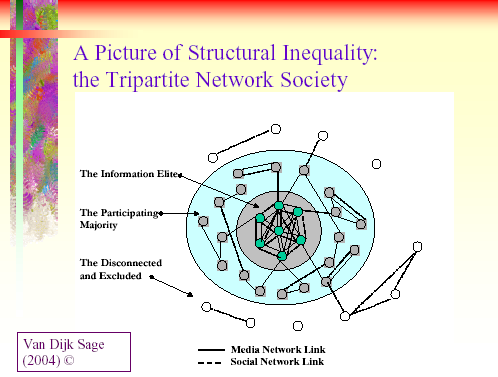 A Picture of Structural Inequality:
the Tripartite Network Society
The Information Elite
The Participating
Majority
The Disconnected
and Excluded
Van Dijk Sage
(2004) ©
Media Network Link
Social Network Link